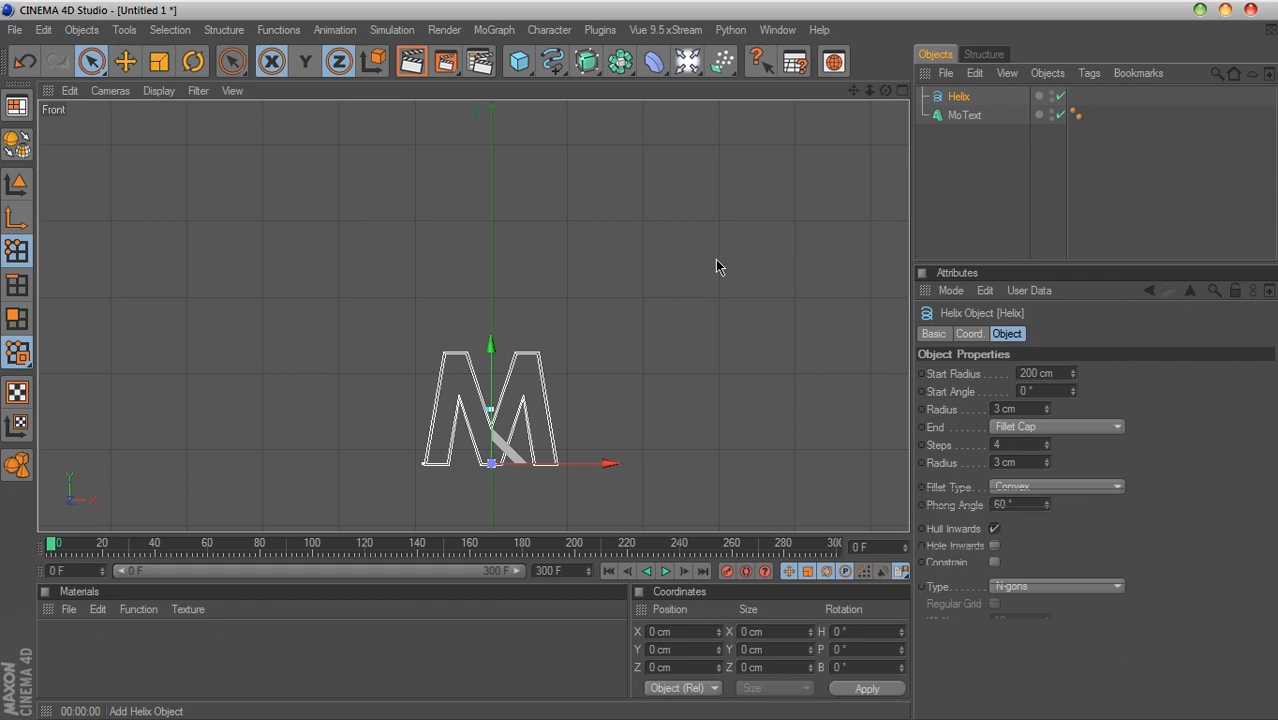 CINEMA 4D Studio - [Untitled 1 *]
File Edit Objects Tools Selection Structure Functions Animation Simulation Render MoGraph Character Plugins Vue 9.5 xStream Python Window Help
Objects Structure
File Edit View Objects Tags Bookmarks
Helix
MoText
Edit Cameras Display Filter View
Front
Y
X
Z
M
Attributes
Mode Edit User Data
Helix Object [Helix]
Basic Coord. Object
Object Properties
Start Radius 200 cm
Start Angle 0 °
Radius 3 cm
End Fillet Cap
Steps 4
Radius 3 cm
Fillet Type Convex
Phong Angle 60 °
Hull Inwards
Hole Inwards
Constrain
Type N-gons
Regular Grid
0 20 40 60 80 100 120 140 160 180 200 220 240 260 280 300 0 F
0 F 0 F 300 F 300 F
Materials
File Edit Function Texture
Coordinates
Position Size Rotation
X 0 cm X 0 cm H 0 °
Y 0 cm Y 0 cm P 0 °
Z 0 cm Z 0 cm B 0 °
Object (Rel) Size Apply
MAXON
CINEMA 4D
00:00:00 Add Helix Object